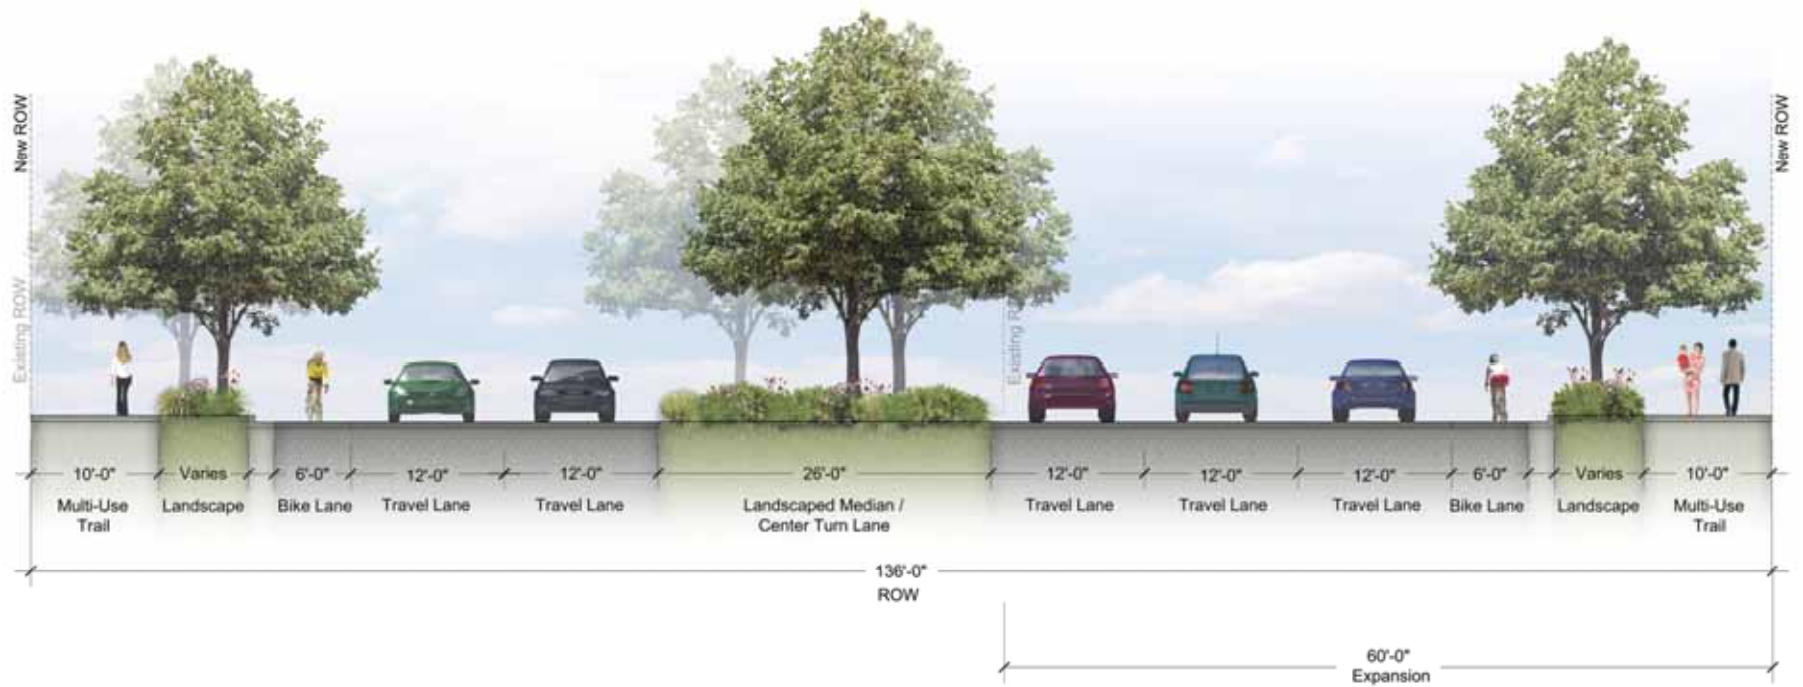 New ROW
Existing ROW
Existing ROW
New ROW
10'-0" Varies 6'-0" 12'-0" 12'-0" 26'-0" 12'-0" 12'-0" 12'-0" 6'-0" Varies 10'-0"
Multi-Use Landscape Bike Lane Travel Lane Travel Lane Landscaped Median / Travel Lane Travel Lane Travel Lane Bike Lane Landscape Multi-Use
Trail Center Turn Lane Trail
136'-0"
ROW
60'-0"
Expansion